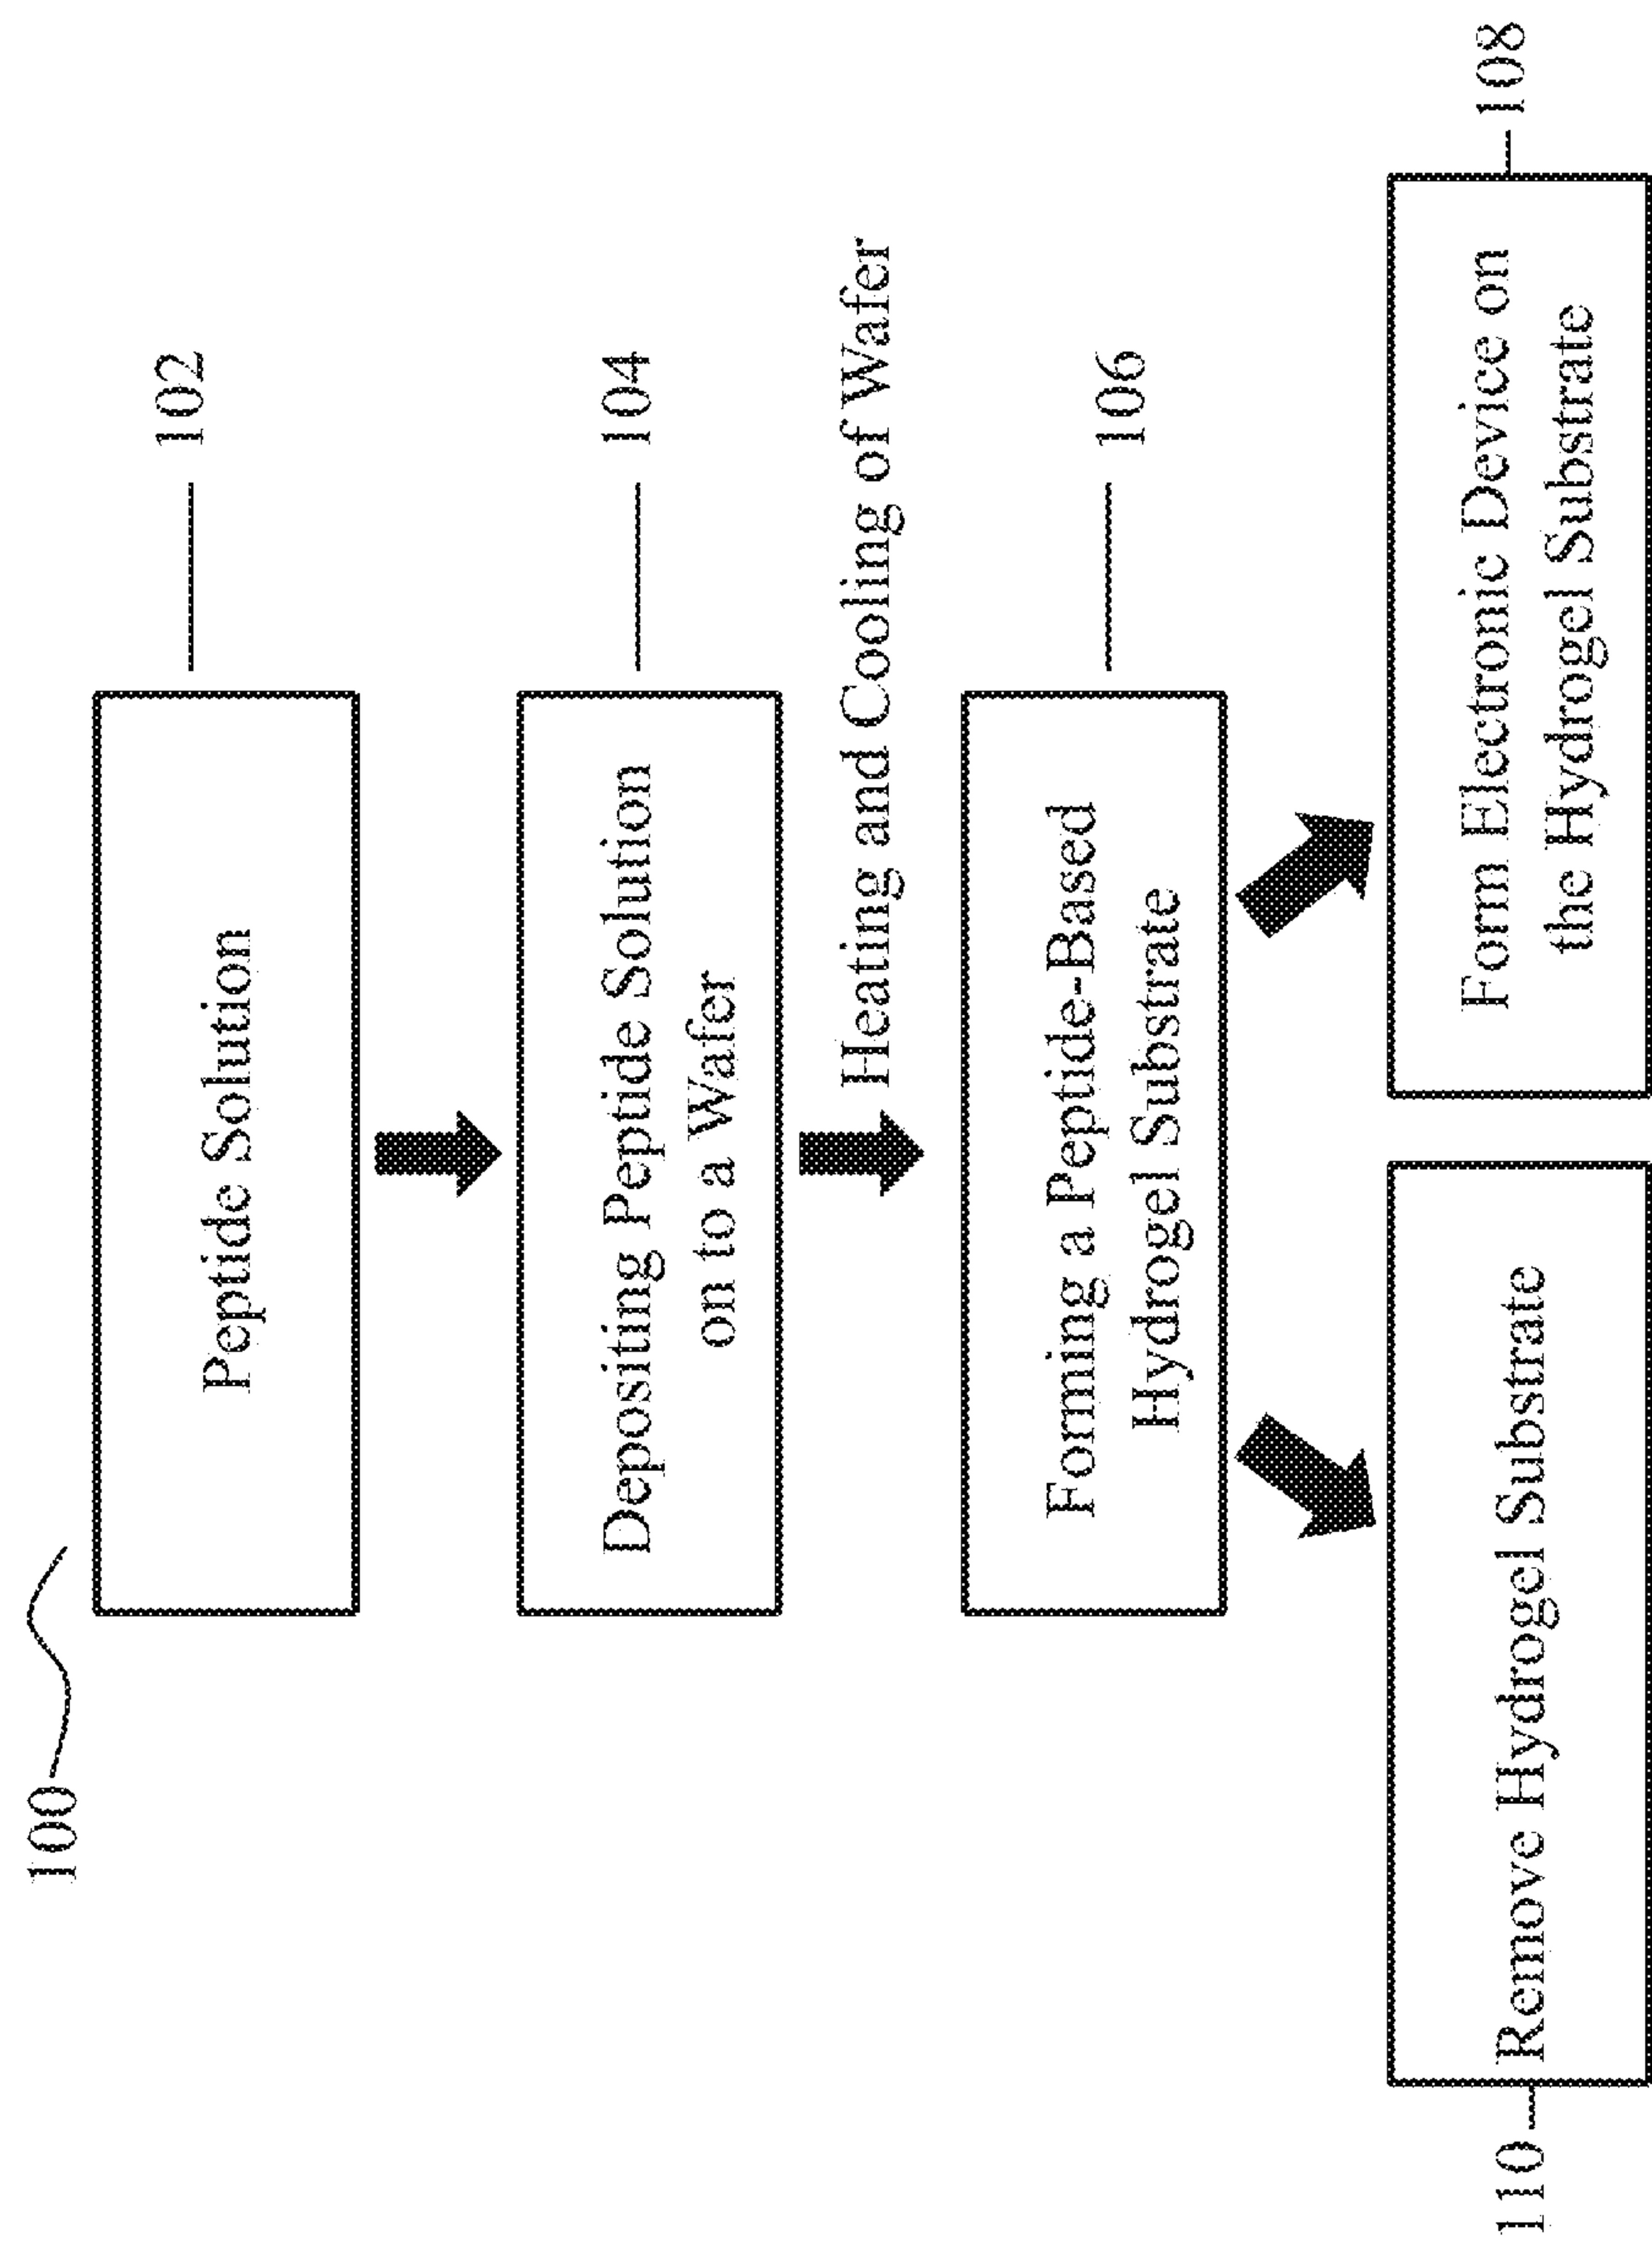 100
Peptide Solution
102
Depositing Peptide Solution
on to a Wafer
104
Heating and Cooling of Wafer
Forming a Peptide-Based
Hydrogel Substrate
106
110
Remove Hydrogel Substrate
Form Electronic Device on
the Hydrogel Substrate
108